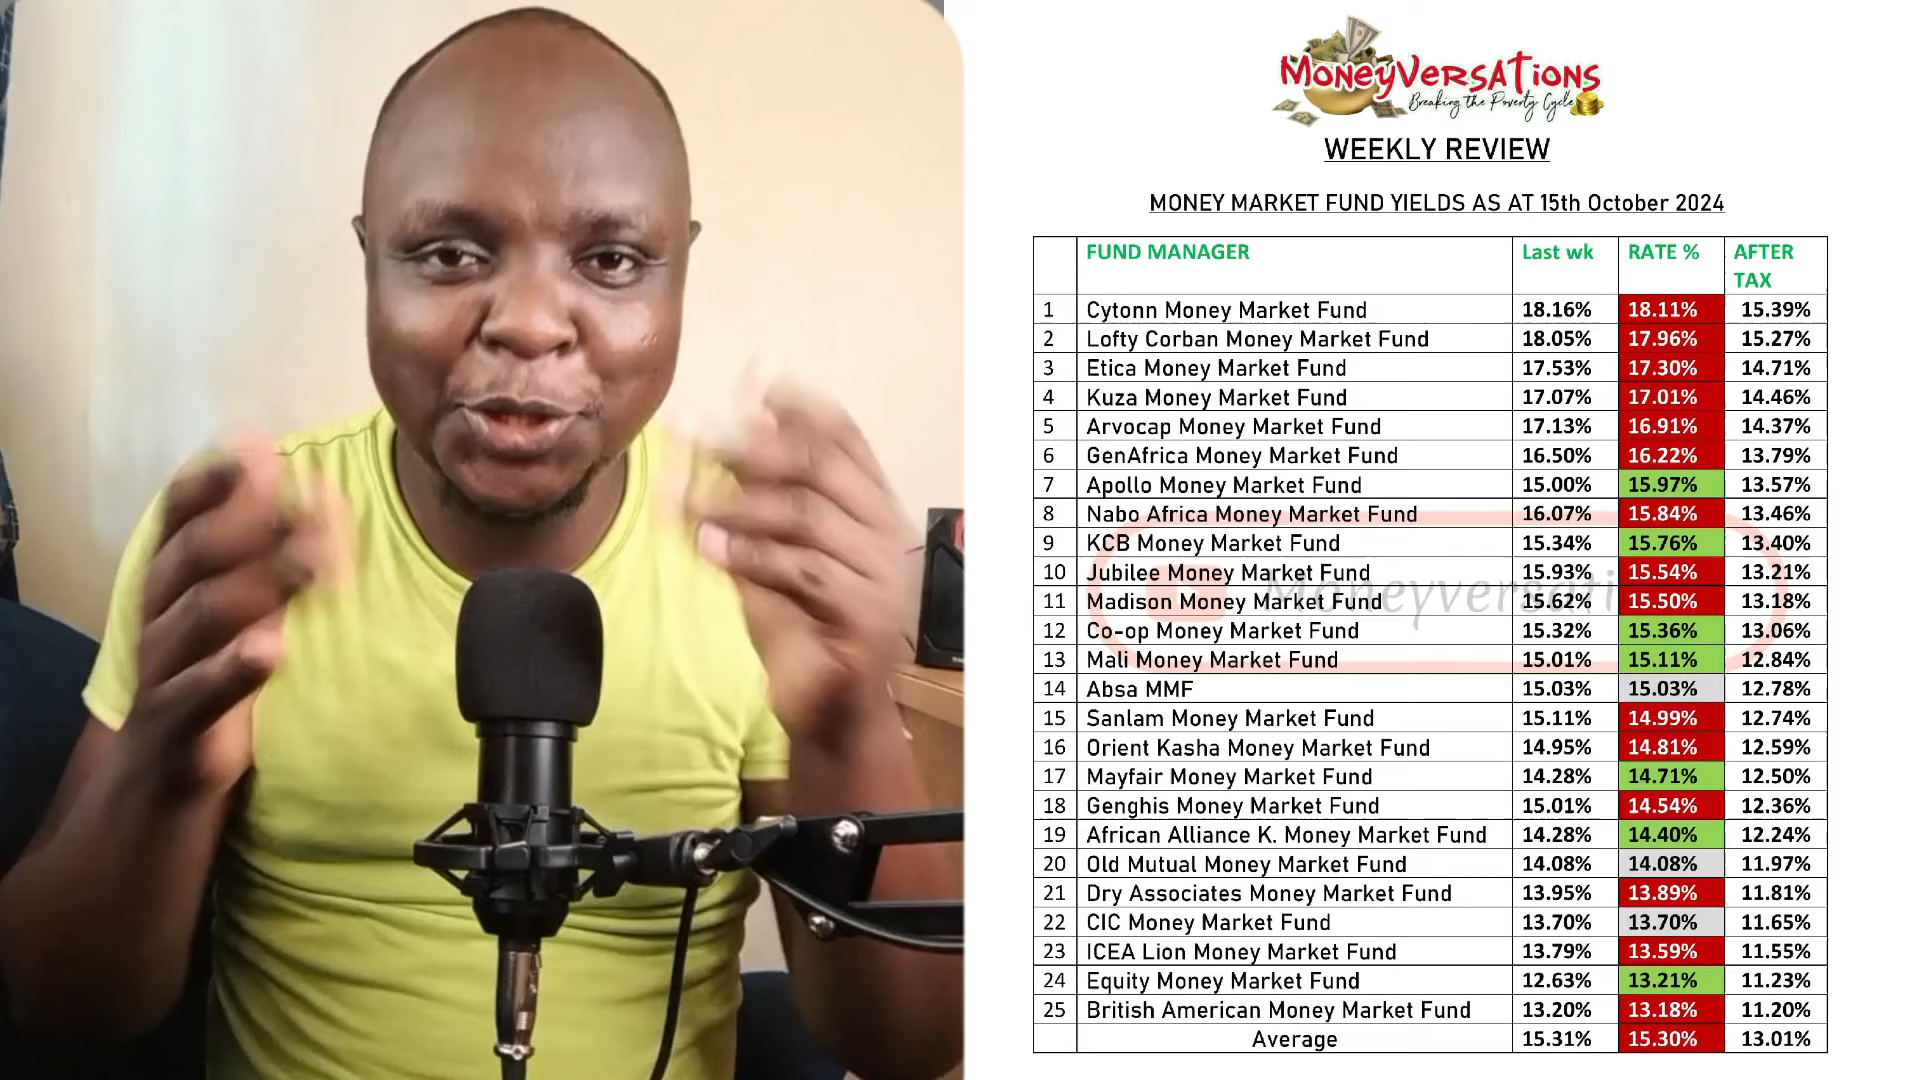 MONEYVERSATIONS
Breaking the Poverty Cycle
WEEKLY REVIEW
MONEY MARKET FUND YIELDS AS AT 15th October 2024
FUND MANAGER Last wk RATE % AFTER TAX
1 Cytonn Money Market Fund 18.16% 18.11% 15.39%
2 Lofty Corban Money Market Fund 18.05% 17.96% 15.27%
3 Etica Money Market Fund 17.53% 17.30% 14.71%
4 Kuza Money Market Fund 17.07% 17.01% 14.46%
5 Arvocap Money Market Fund 17.13% 16.91% 14.37%
6 GenAfrica Money Market Fund 16.50% 16.22% 13.79%
7 Apollo Money Market Fund 15.00% 15.97% 13.57%
8 Nabo Africa Money Market Fund 16.07% 15.84% 13.46%
9 KCB Money Market Fund 15.34% 15.76% 13.40%
10 Jubilee Money Market Fund 15.93% 15.54% 13.21%
11 Madison Money Market Fund 15.62% 15.50% 13.18%
12 Co-op Money Market Fund 15.32% 15.36% 13.06%
13 Mali Money Market Fund 15.01% 15.11% 12.84%
14 Absa MMF 15.03% 15.03% 12.78%
15 Sanlam Money Market Fund 15.11% 14.99% 12.74%
16 Orient Kasha Money Market Fund 14.95% 14.81% 12.59%
17 Mayfair Money Market Fund 14.28% 14.71% 12.50%
18 Genghis Money Market Fund 15.01% 14.54% 12.36%
19 African Alliance K. Money Market Fund 14.28% 14.40% 12.24%
20 Old Mutual Money Market Fund 14.08% 14.08% 11.97%
21 Dry Associates Money Market Fund 13.95% 13.89% 11.81%
22 CIC Money Market Fund 13.70% 13.70% 11.65%
23 ICEA Lion Money Market Fund 13.79% 13.59% 11.55%
24 Equity Money Market Fund 12.63% 13.21% 11.23%
25 British American Money Market Fund 13.20% 13.18% 11.20%
Average 15.31% 15.30% 13.01%